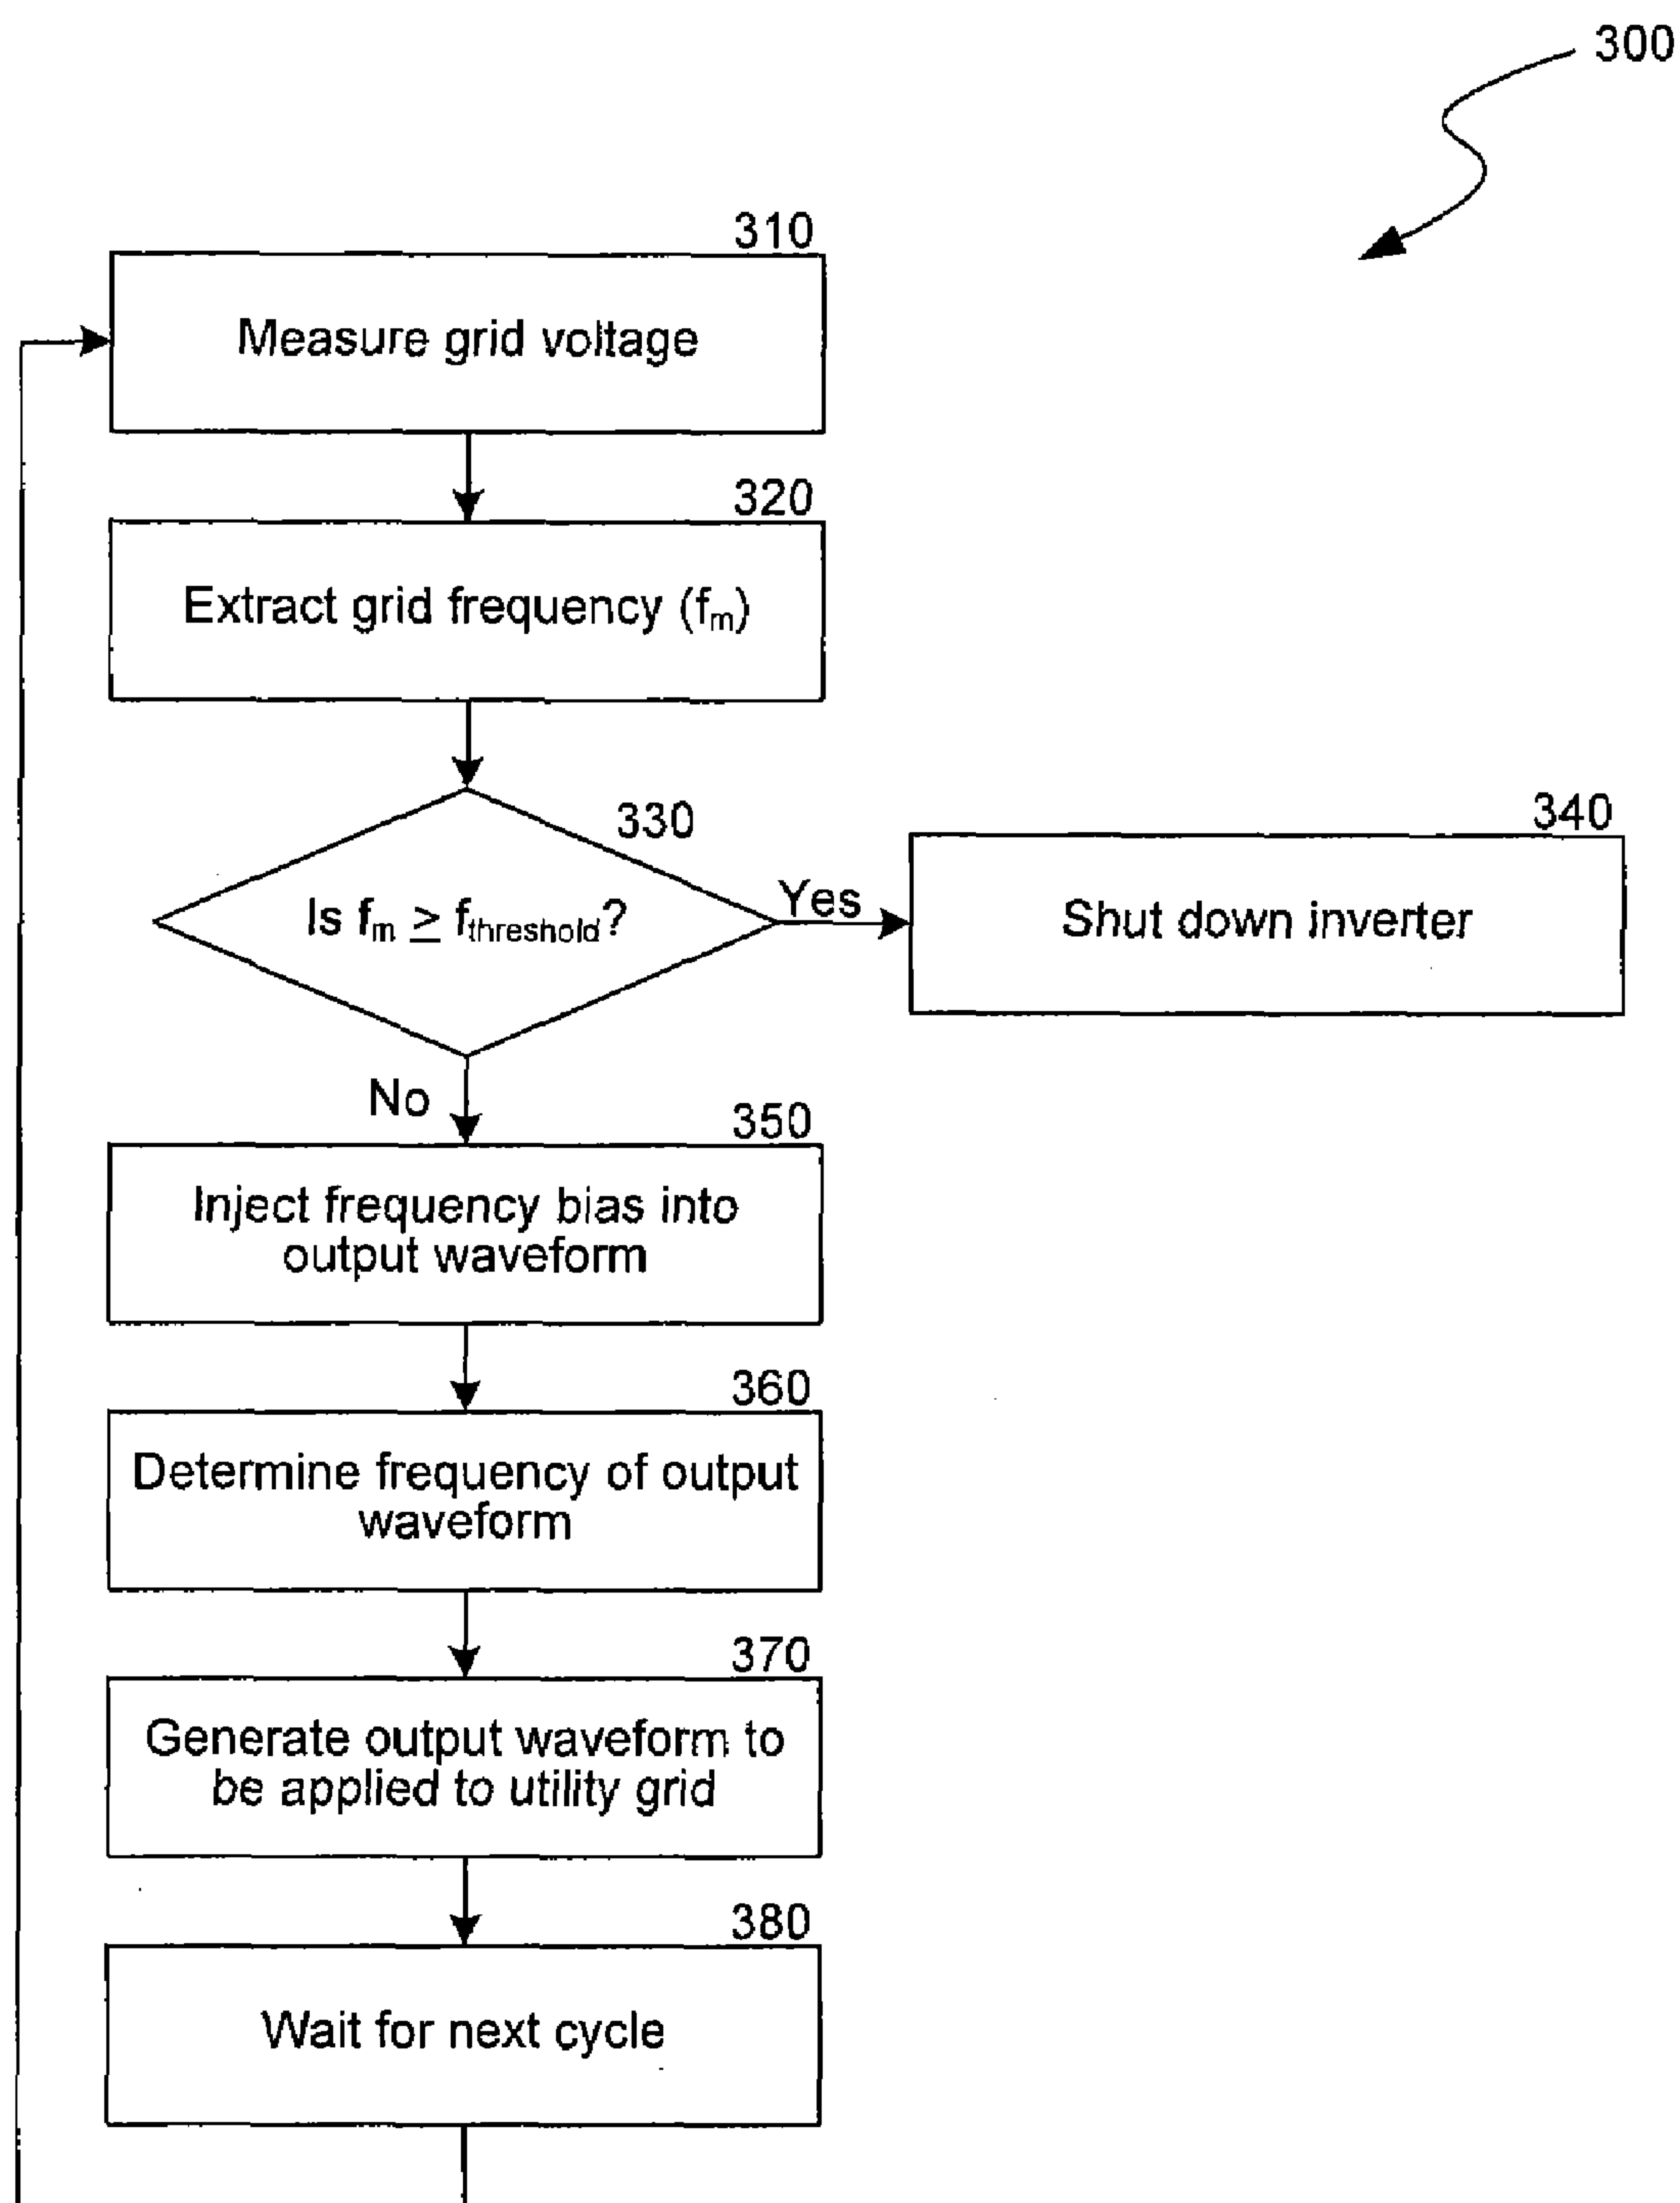 300
310
Measure grid voltage
320
Extract grid frequency (fm)
330
Is fm ≥ fthreshold?
Yes
340
Shut down inverter
No
350
Inject frequency bias into
output waveform
360
Determine frequency of output
waveform
370
Generate output waveform to
be applied to utility grid
380
Wait for next cycle